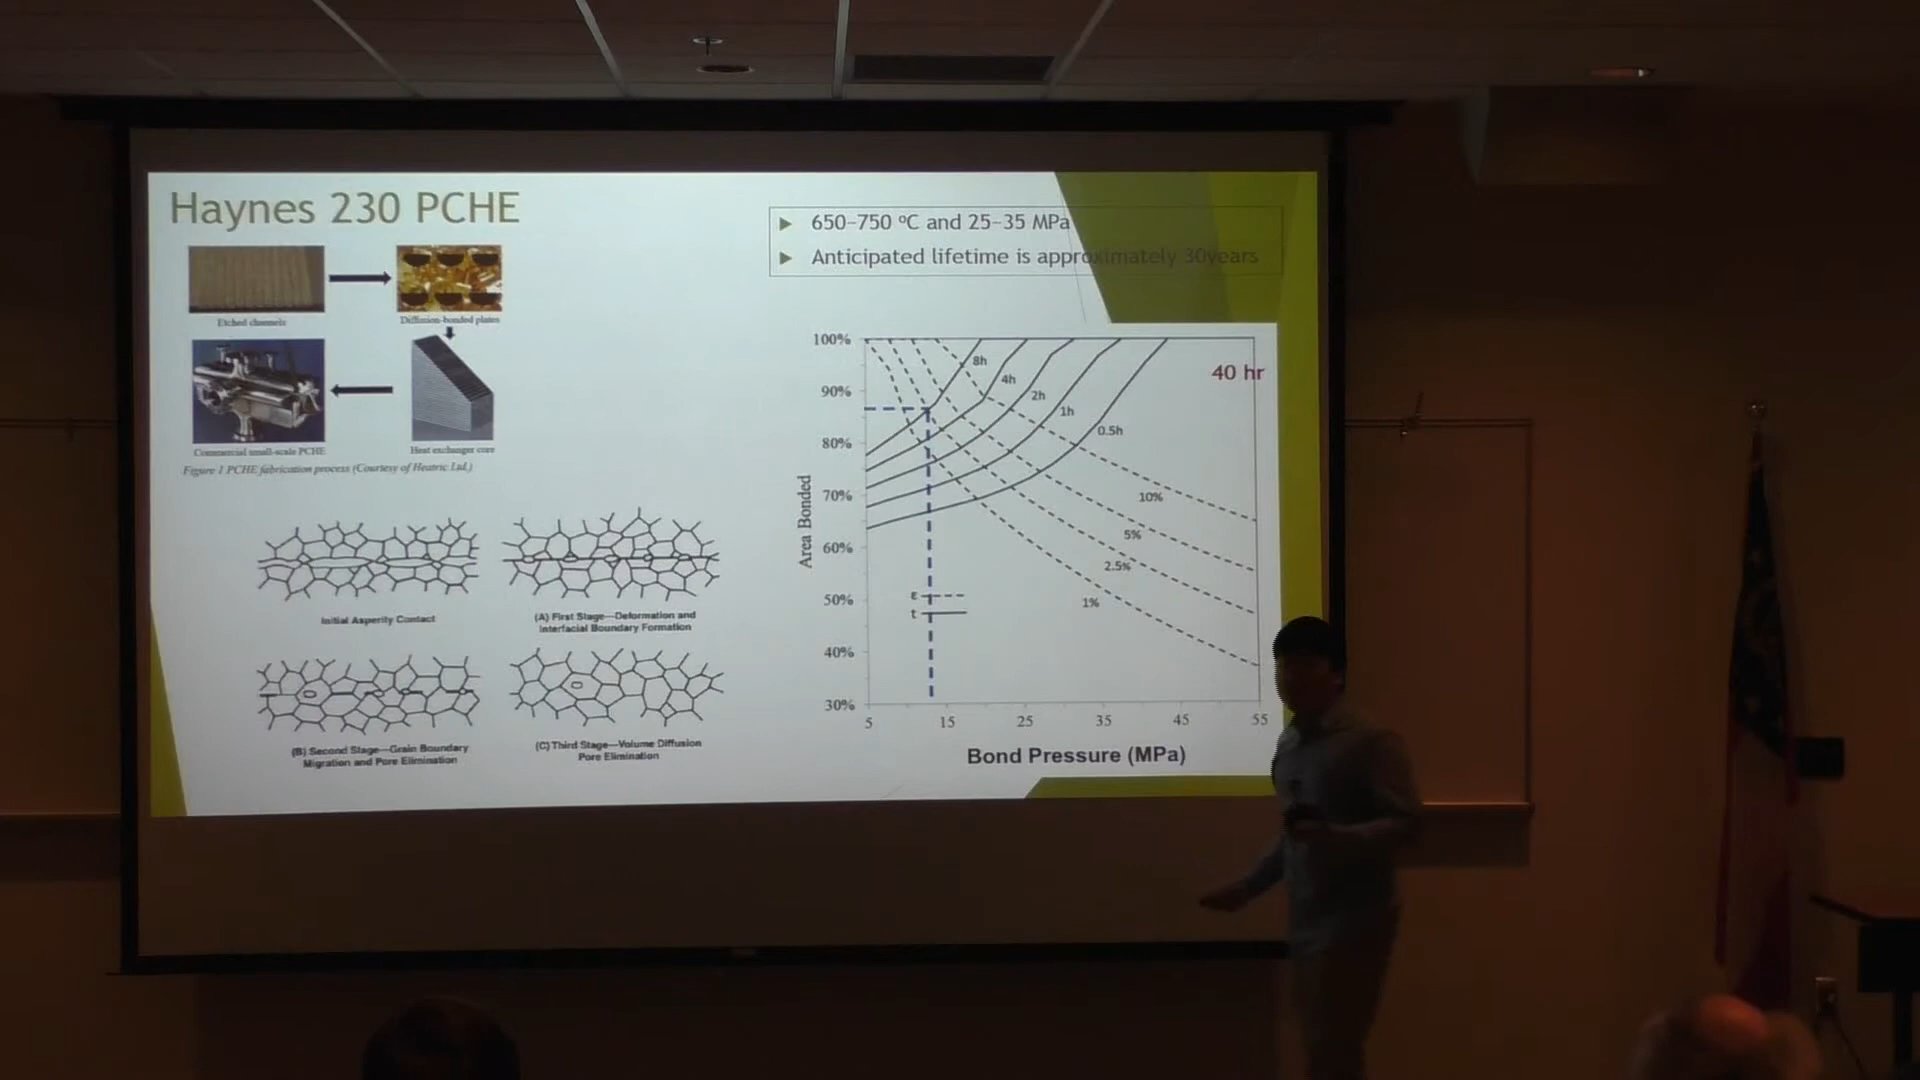 Haynes 230 PCHE
Etched channels
Diffusion-bonded plates
Commercial small-scale PCHE
Heat exchanger core
Figure 1 PCHE fabrication process (Courtesy of Heatric Ltd.)
Initial Asperity Contact
(A) First Stage—Deformation and
Interfacial Boundary Formation
(B) Second Stage—Grain Boundary
Migration and Pore Elimination
(C) Third Stage—Volume Diffusion
Pore Elimination
650-750 ºC and 25-35 MPa
Anticipated lifetime is approximately 30years
40 hr
100%
90%
80%
70%
60%
50%
40%
30%
Area Bonded
8h
4h
2h
1h
0.5h
10%
5%
2.5%
1%
ε
t
5 15 25 35 45 55
Bond Pressure (MPa)